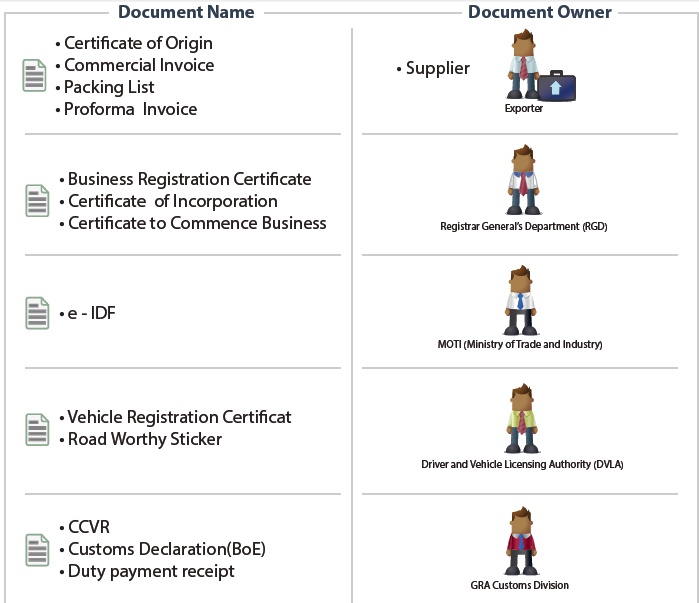 Document Name
Document Owner
• Certificate of Origin
• Commercial Invoice
• Packing List
• Proforma Invoice
• Supplier
Exporter
• Business Registration Certificate
• Certificate of Incorporation
• Certificate to Commence Business
Registrar General's Department (RGD)
• e - IDF
MOTI (Ministry of Trade and Industry)
• Vehicle Registration Certificat
• Road Worthy Sticker
Driver and Vehicle Licensing Authority (DVLA)
• CCVR
• Customs Declaration(BoE)
• Duty payment receipt
GRA Customs Division